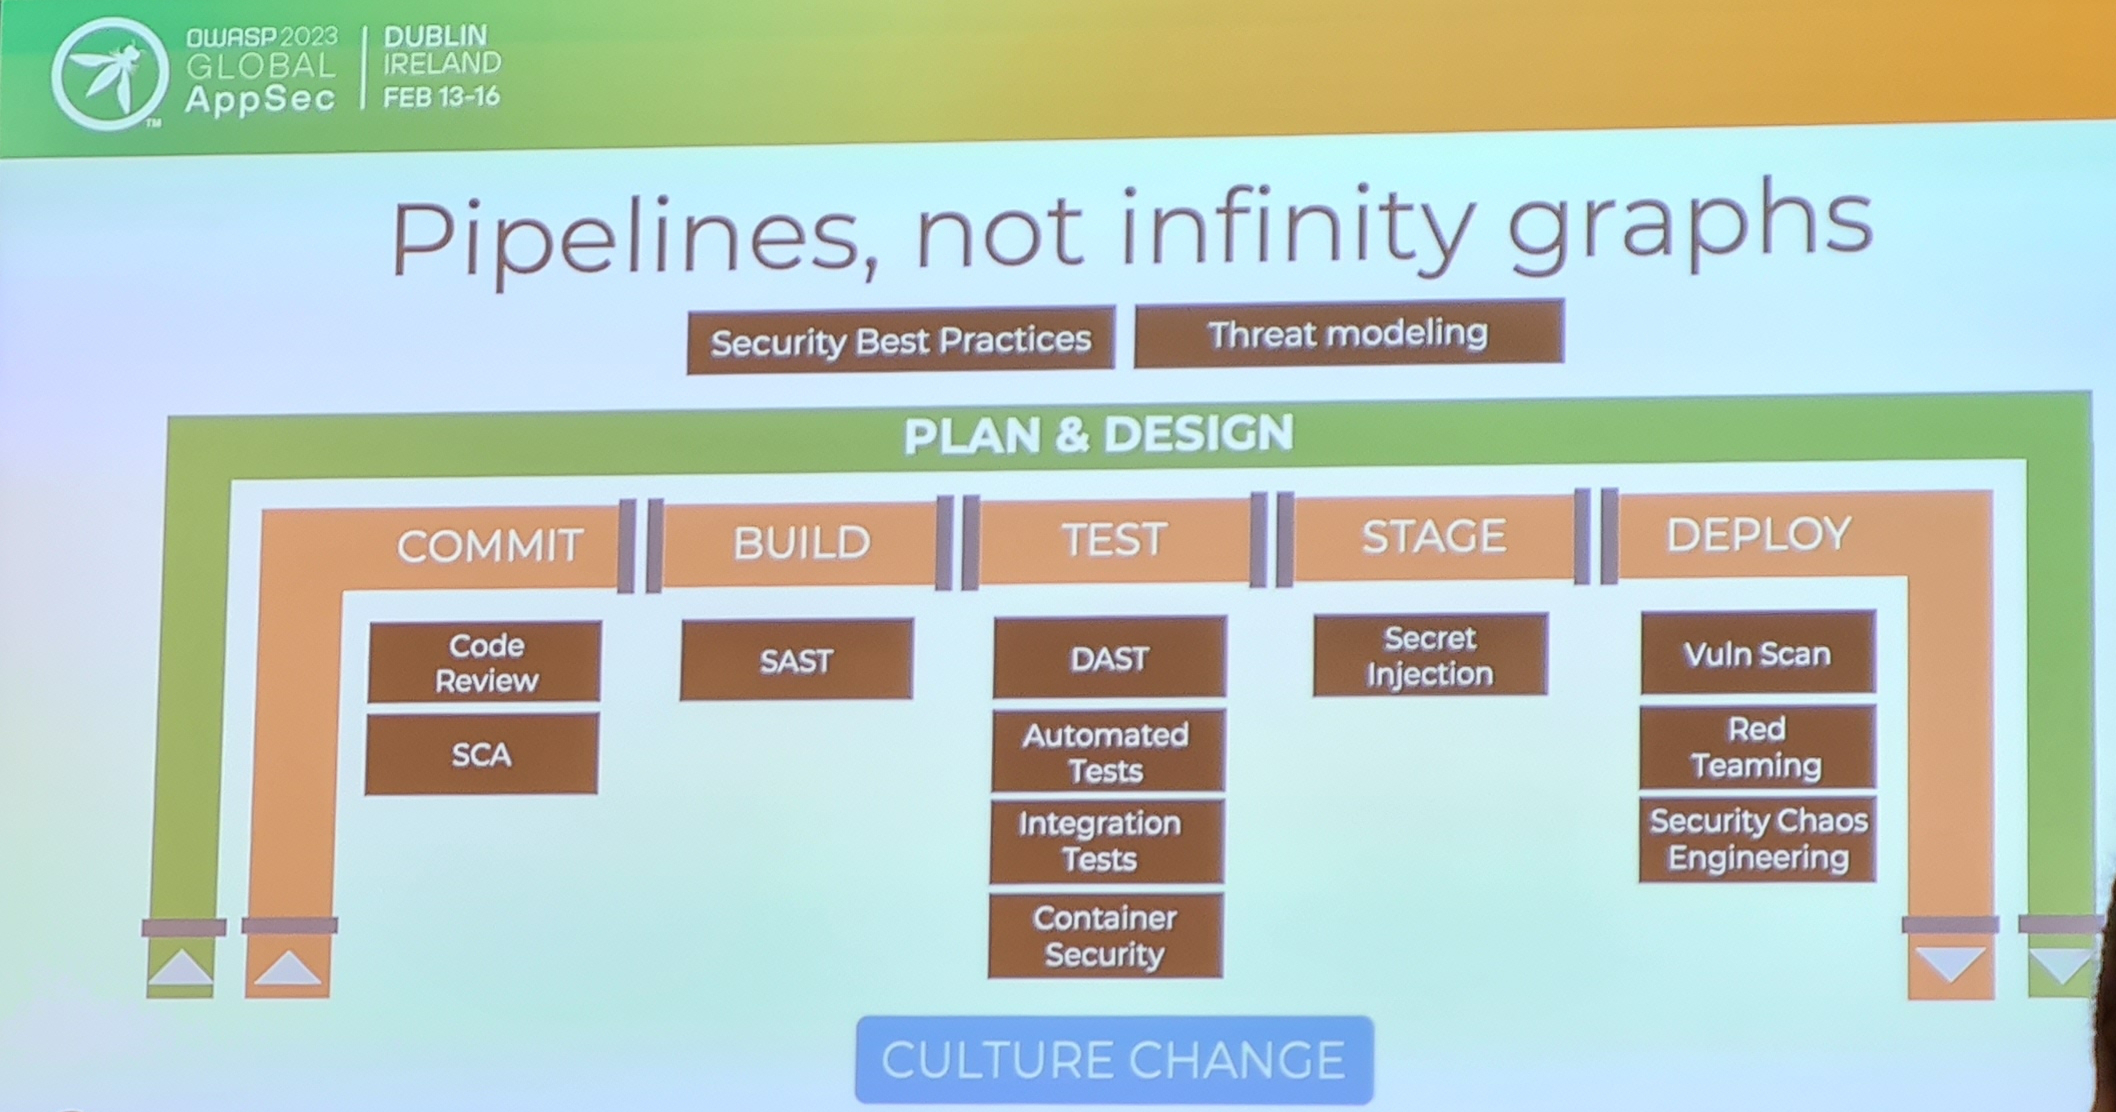 OWASP 2023
GLOBAL
AppSec
DUBLIN
IRELAND
FEB 13-16
TM
Pipelines, not infinity graphs
Security Best Practices
Threat modeling
PLAN & DESIGN
COMMIT
BUILD
TEST
STAGE
DEPLOY
Code
Review
SCA
SAST
DAST
Automated
Tests
Integration
Tests
Container
Security
Secret
Injection
Vuln Scan
Red
Teaming
Security Chaos
Engineering
CULTURE CHANGE